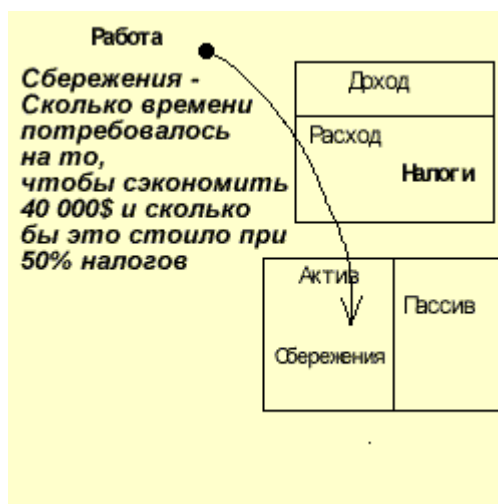 Работа
Сбережения -
Сколько времени
потребовалось
на то,
чтобы сэкономить
40 000$ и сколько
бы это стоило при
50% налогов
Доход
Расход
Налоги
Актив
Пассив
Сбережения